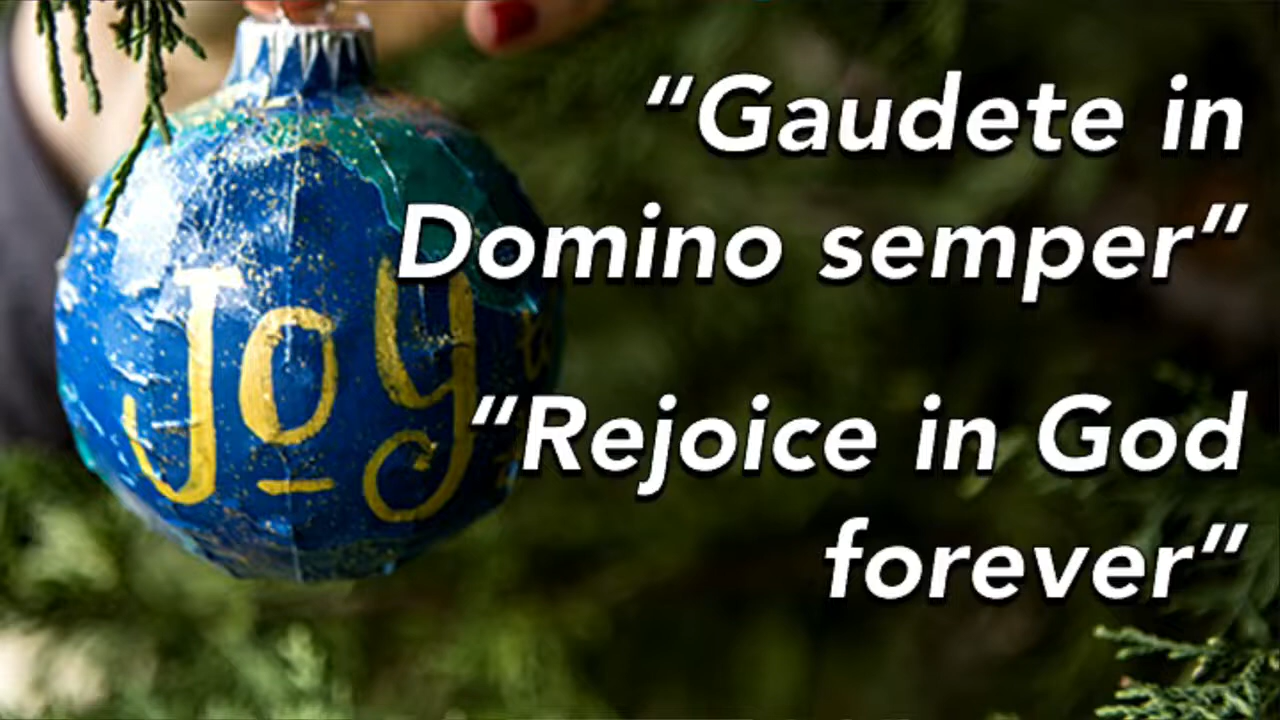 “Gaudete in
Domino semper”
Joy
“Rejoice in God
forever”